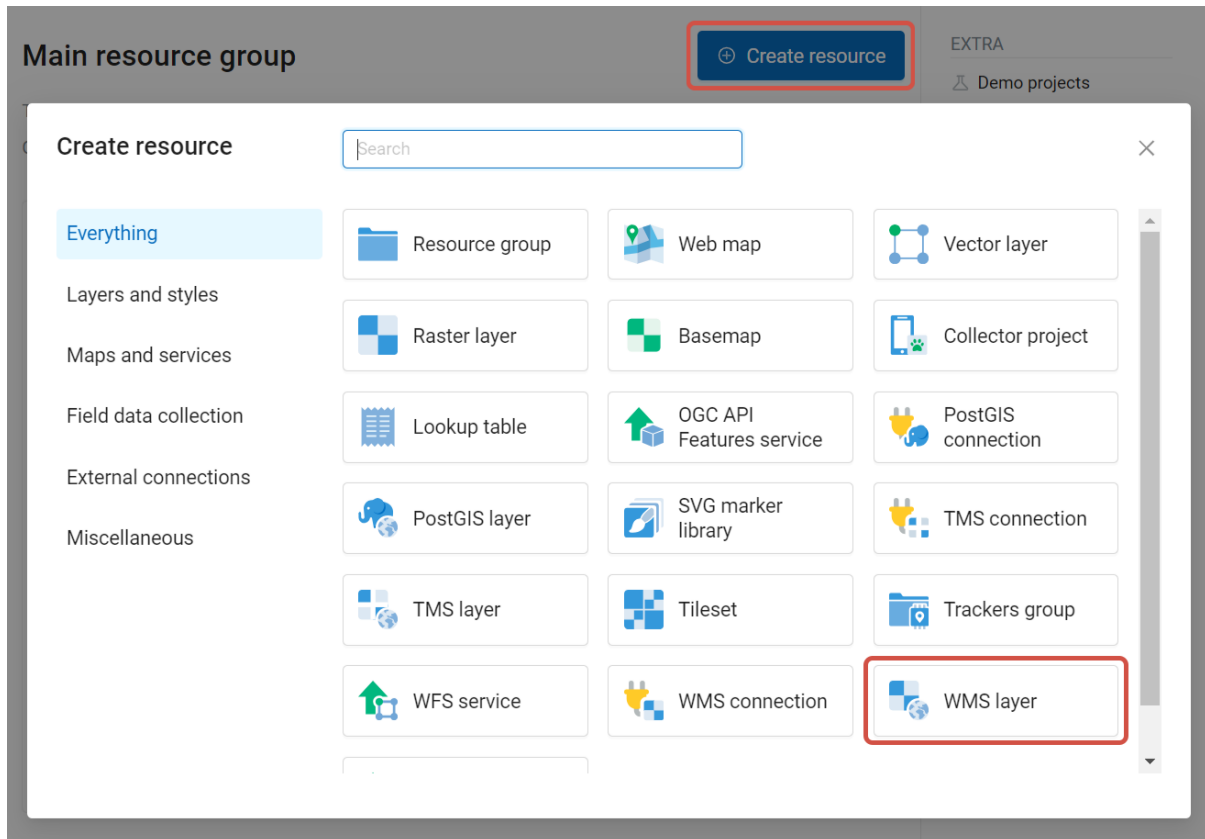 Main resource group
Create resource
EXTRA
Demo projects
Create resource
Search
Everything
Layers and styles
Maps and services
Field data collection
External connections
Miscellaneous
Resource group
Web map
Vector layer
Raster layer
Basemap
Collector project
Lookup table
OGC API
Features service
PostGIS
connection
PostGIS layer
SVG marker
library
TMS connection
TMS layer
Tileset
Trackers group
WFS service
WMS connection
WMS layer